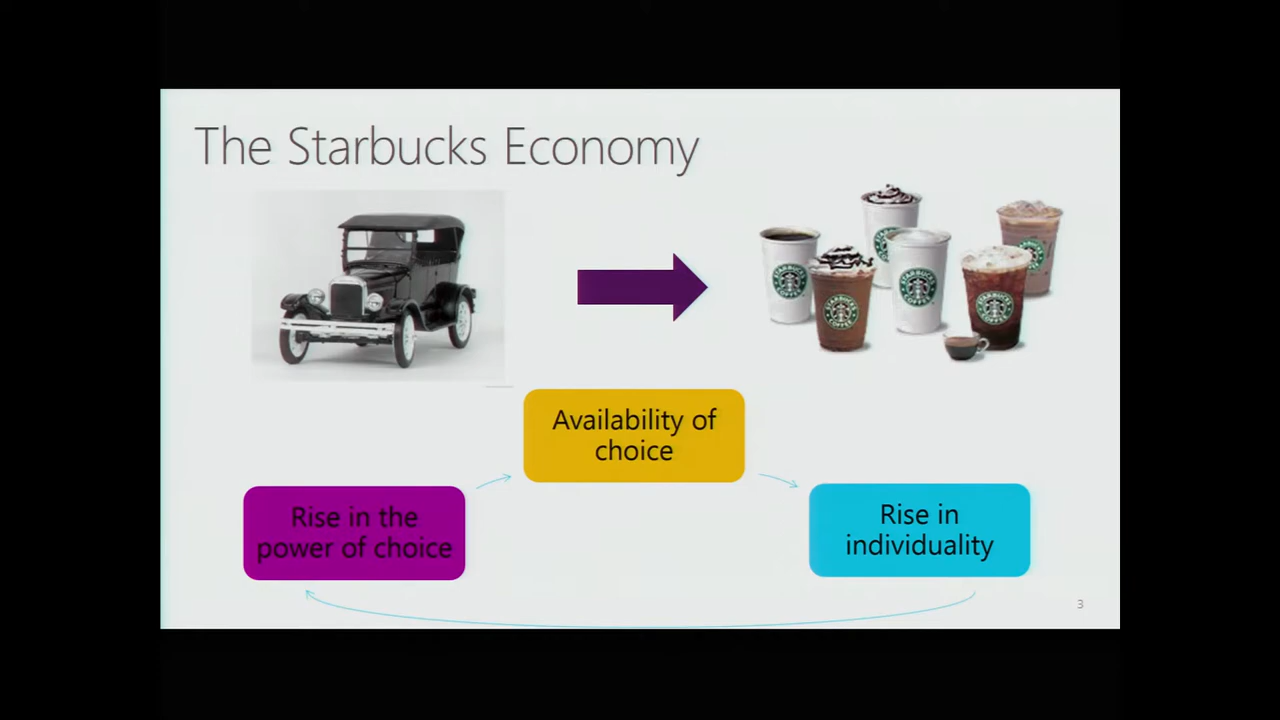 The Starbucks Economy
Availability of
choice
Rise in the
power of choice
Rise in
individuality
3